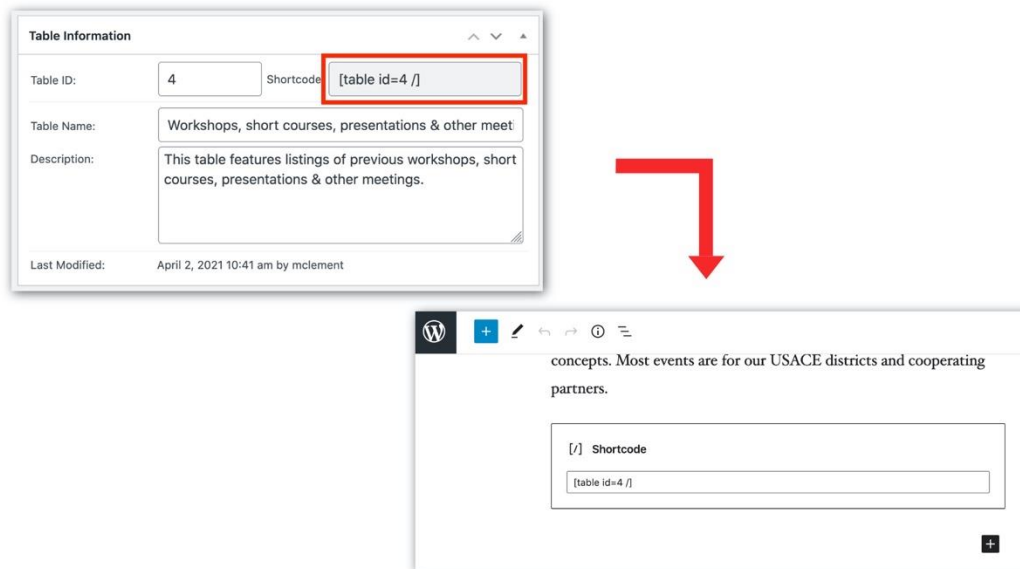 Table Information
Table ID: 4 Shortcode [table id=4 /]
Table Name: Workshops, short courses, presentations & other meeti
Description: This table features listings of previous workshops, short
courses, presentations & other meetings.
Last Modified: April 2, 2021 10:41 am by mclement
concepts. Most events are for our USACE districts and cooperating
partners.
[/] Shortcode
[table id=4 /]